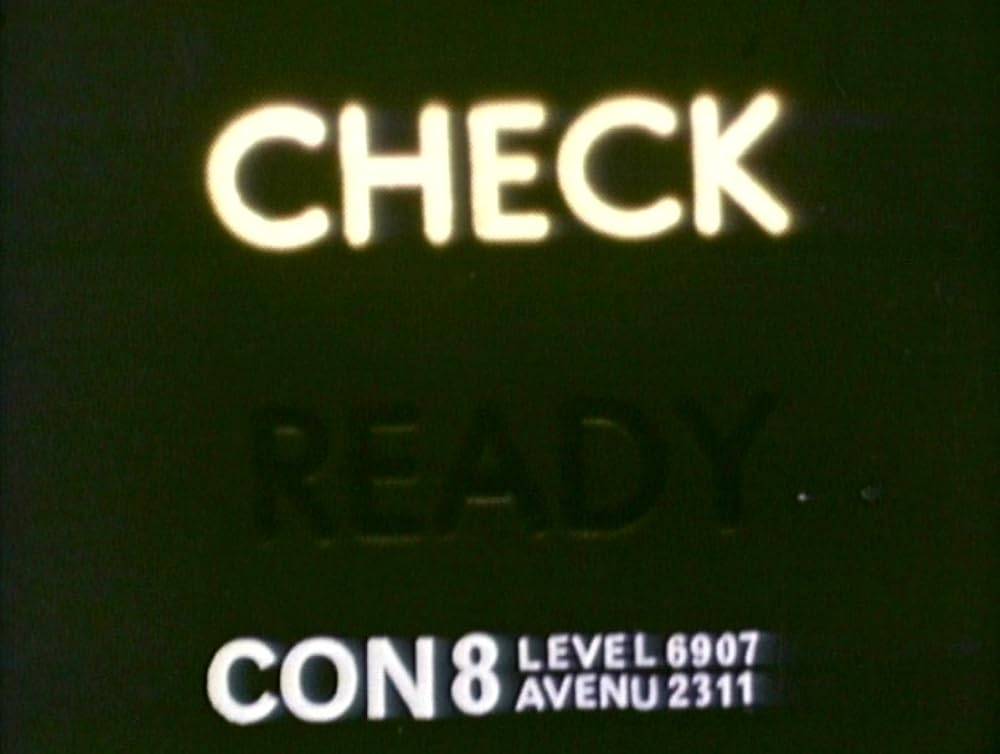 CHECK
READY
CON 8 LEVEL 6907
AVENU 2311